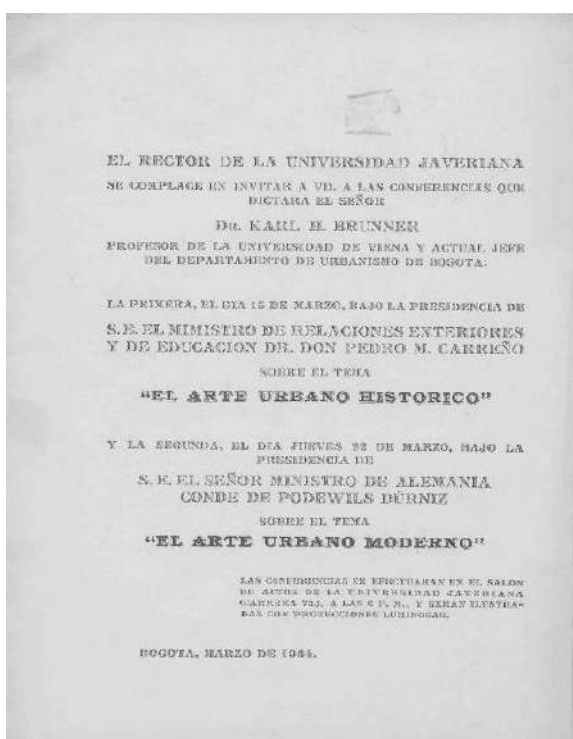 EL RECTOR DE LA UNIVERSIDAD JAVERIANA
SE COMPLACE EN INVITAR A VD. A LAS CONFERENCIAS QUE
DICTARA EL SEÑOR
DR. KARL H. BRUNNER
PROFESOR DE LA UNIVERSIDAD DE VIENA Y ACTUAL JEFE
DEL DEPARTAMENTO DE URBANISMO DE BOGOTA:
LA PRIMERA, EL DIA 15 DE MARZO, BAJO LA PRESIDENCIA DE
S. E. EL MIMISTRO DE RELACIONES EXTERIORES
Y DE EDUCACION DR. DON PEDRO M. CARREÑO
SOBRE EL TEMA
"EL ARTE URBANO HISTORICO"
Y LA SEGUNDA, EL DIA JUEVES 22 DE MARZO, BAJO LA
PRESIDENCIA DE
S. E. EL SEÑOR MINISTRO DE ALEMANIA
CONDE DE PODEWILS DÜRNIZ
SOBRE EL TEMA
"EL ARTE URBANO MODERNO"
LAS CONFERENCIAS SE EFECTUARAN EN EL SALON
DE ACTOS DE LA UNIVERSIDAD JAVERIANA
CARRERA A LAS 6 P. M., Y SERAN ILUSTRA-
DAS CON PROYECCIONES LUMINOSAS.
BOGOTA, MARZO DE